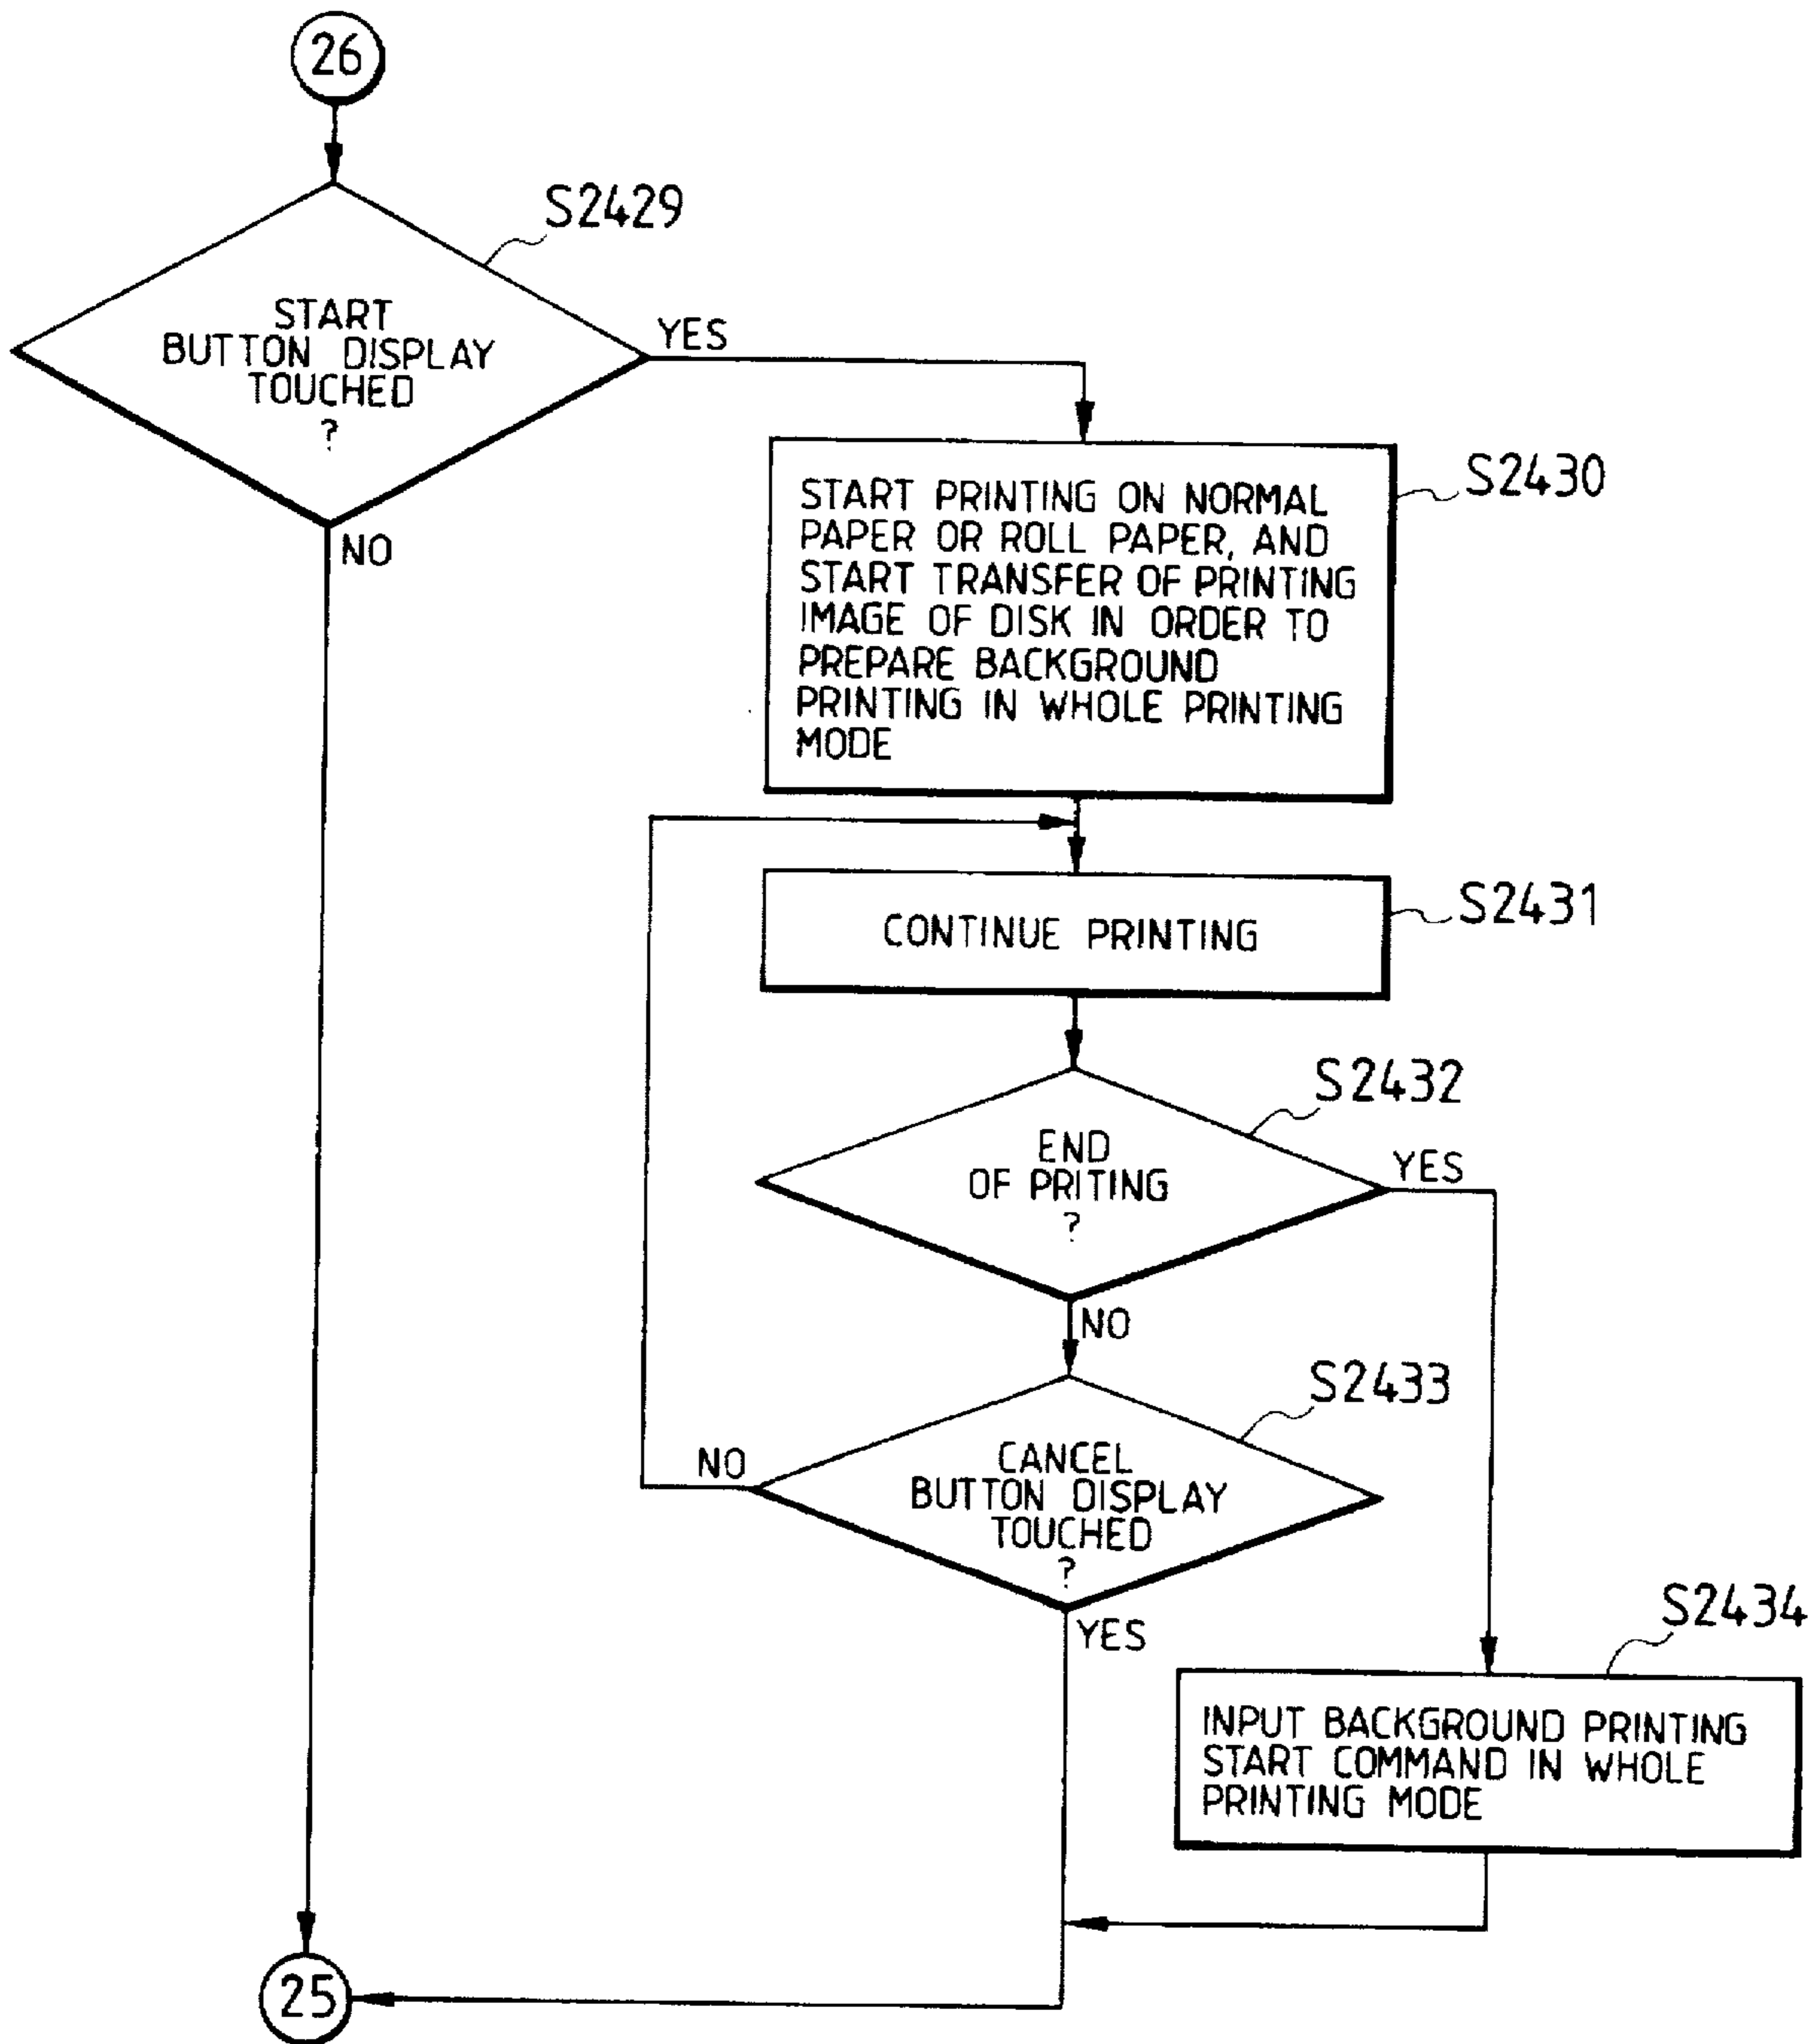 26
S2429
START
BUTTON DISPLAY
TOUCHED
?
YES
NO
S2430
START PRINTING ON NORMAL
PAPER OR ROLL PAPER, AND
START TRANSFER OF PRINTING
IMAGE OF DISK IN ORDER TO
PREPARE BACKGROUND
PRINTING IN WHOLE PRINTING
MODE
CONTINUE PRINTING
S2431
S2432
END
OF PRITING
?
YES
NO
S2433
CANCEL
BUTTON DISPLAY
TOUCHED
?
NO
YES
S2434
INPUT BACKGROUND PRINTING
START COMMAND IN WHOLE
PRINTING MODE
25